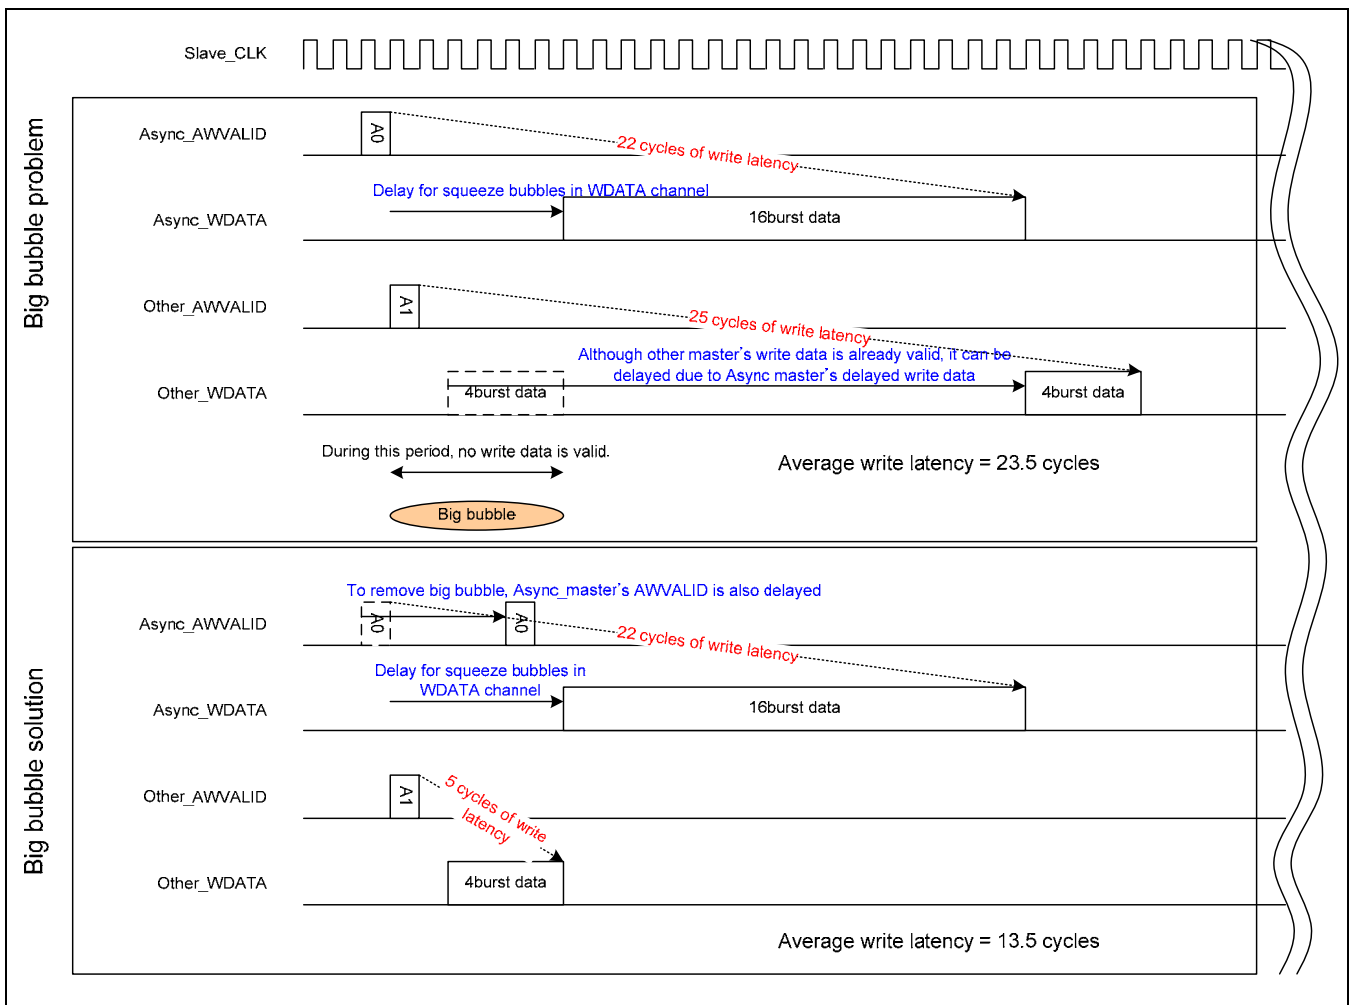 Slave_CLK
Big bubble problem
Async_AWVALID
A0
22 cycles of write latency
Delay for squeeze bubbles in WDATA channel
Async_WDATA
16burst data
Other_AWVALID
A1
25 cycles of write latency
Although other master's write data is already valid, it can be
delayed due to Async master's delayed write data
Other_WDATA
4burst data
4burst data
During this period, no write data is valid.
Average write latency = 23.5 cycles
Big bubble
Big bubble solution
To remove big bubble, Async_master's AWVALID is also delayed
Async_AWVALID
A0
A0
22 cycles of write latency
Delay for squeeze bubbles in
WDATA channel
Async_WDATA
16burst data
Other_AWVALID
A1
5 cycles of write
latency
Other_WDATA
4burst data
Average write latency = 13.5 cycles